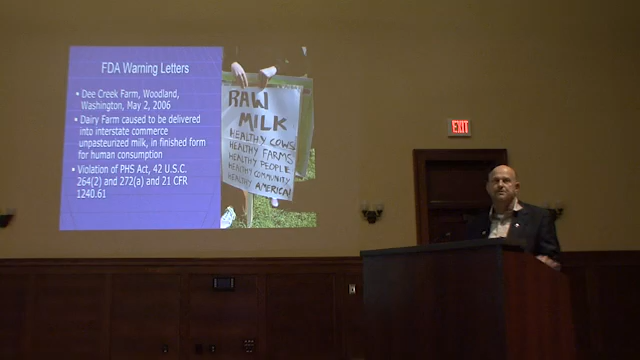 FDA Warning Letters
• Dee Creek Farm, Woodland,
Washington, May 2, 2006
• Dairy Farm caused to be delivered
into interstate commerce
unpasteurized milk, in finished form
for human consumption
• Violation of PHS Act, 42 U.S.C.
264(2) and 272(a) and 21 CFR
1240.61
RAW
MILK
HEALTHY COWS
HEALTHY FARMS
HEALTHY PEOPLE
HEALTHY COMMUNITY
HEALTHY AMERICA!
EXIT